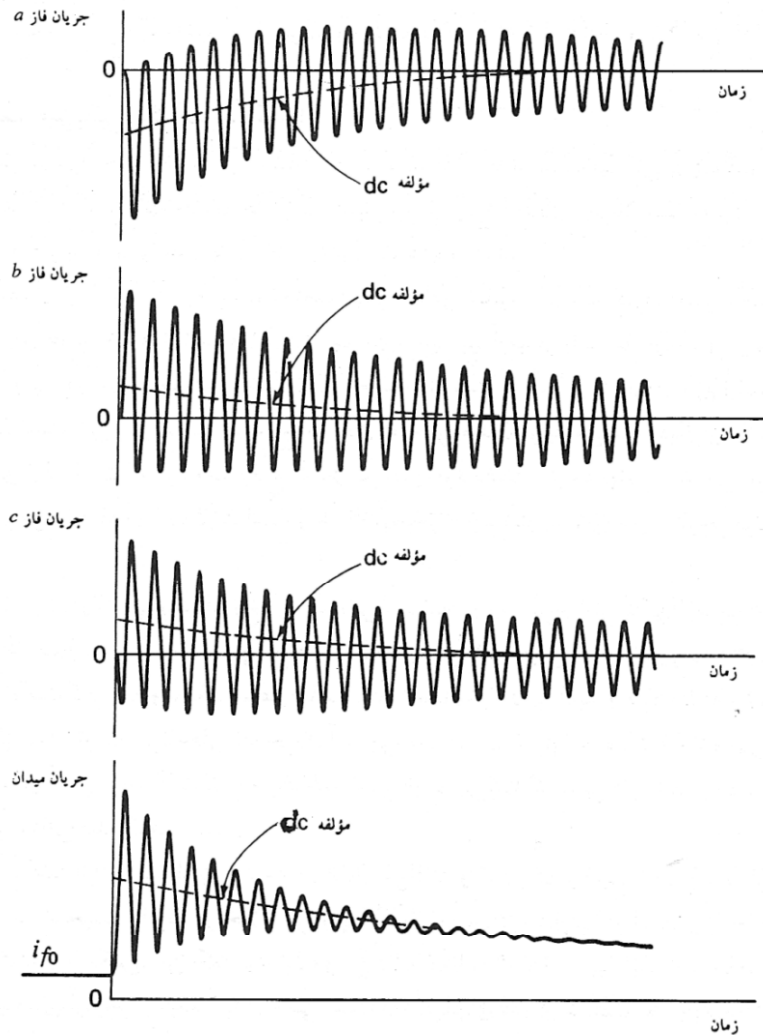 جریان فاز a
0
زمان
مؤلفه dc
جریان فاز b
مؤلفه dc
0
زمان
جریان فاز c
مؤلفه dc
0
زمان
جریان میدان
مؤلفه dc
if0
0
زمان